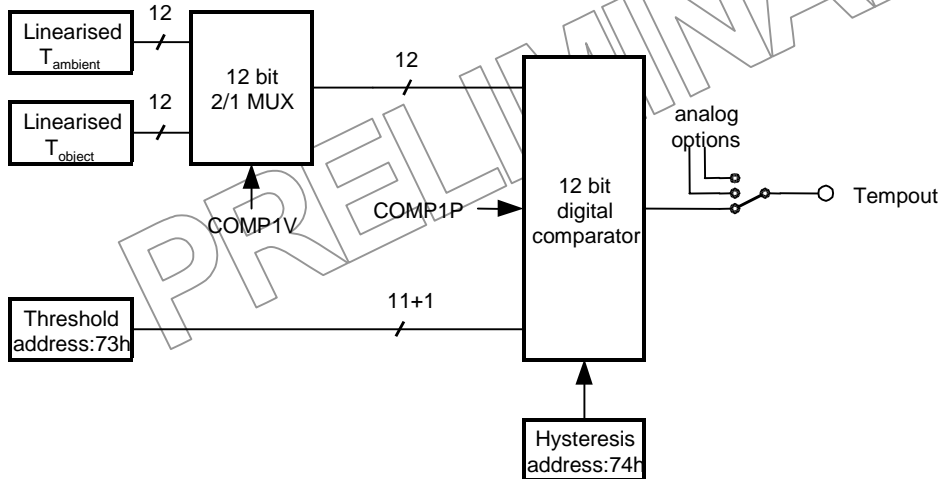 12
Linearised
Tambient
12
Linearised
Tobject
12 bit
2/1 MUX
COMP1V
12
COMP1P
12 bit
digital
comparator
analog
options
Tempout
Threshold
address:73h
11+1
Hysteresis
address:74h
PRELIMINA